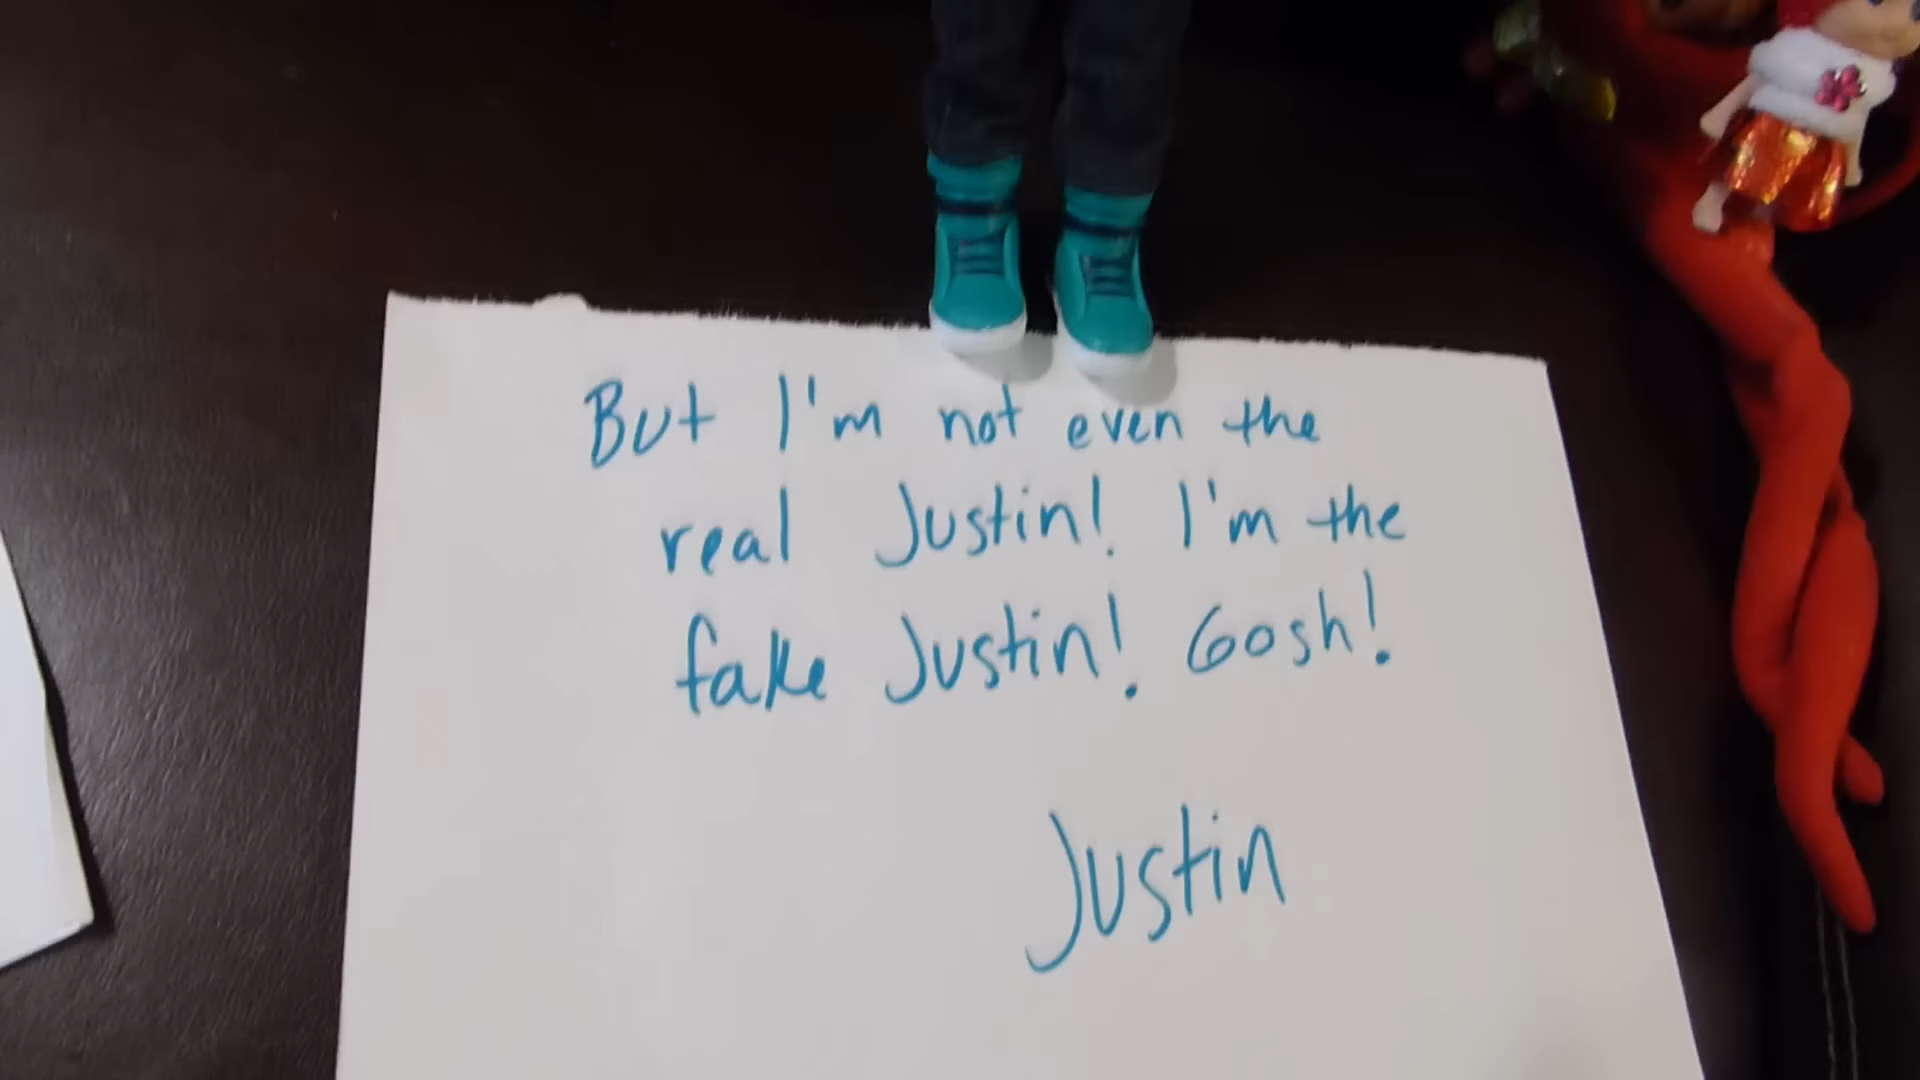 But I'm not even the
real Justin! I'm the
fake Justin! Gosh!
Justin